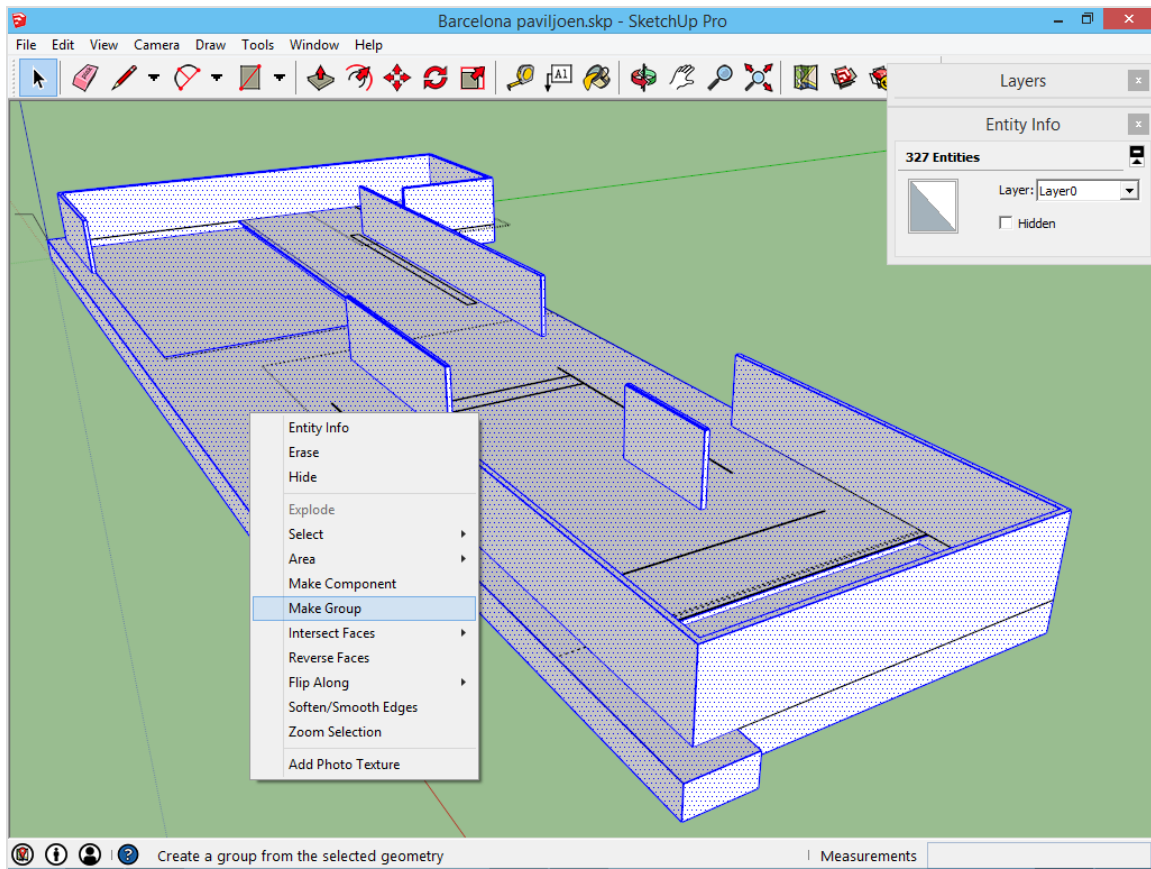 Barcelona paviljoen.skp - SketchUp Pro
File Edit View Camera Draw Tools Window Help
A1
Layers
Entity Info
327 Entities
Layer: Layer0
Hidden
Entity Info
Erase
Hide
Explode
Select
Area
Make Component
Make Group
Intersect Faces
Reverse Faces
Flip Along
Soften/Smooth Edges
Zoom Selection
Add Photo Texture
Create a group from the selected geometry
Measurements